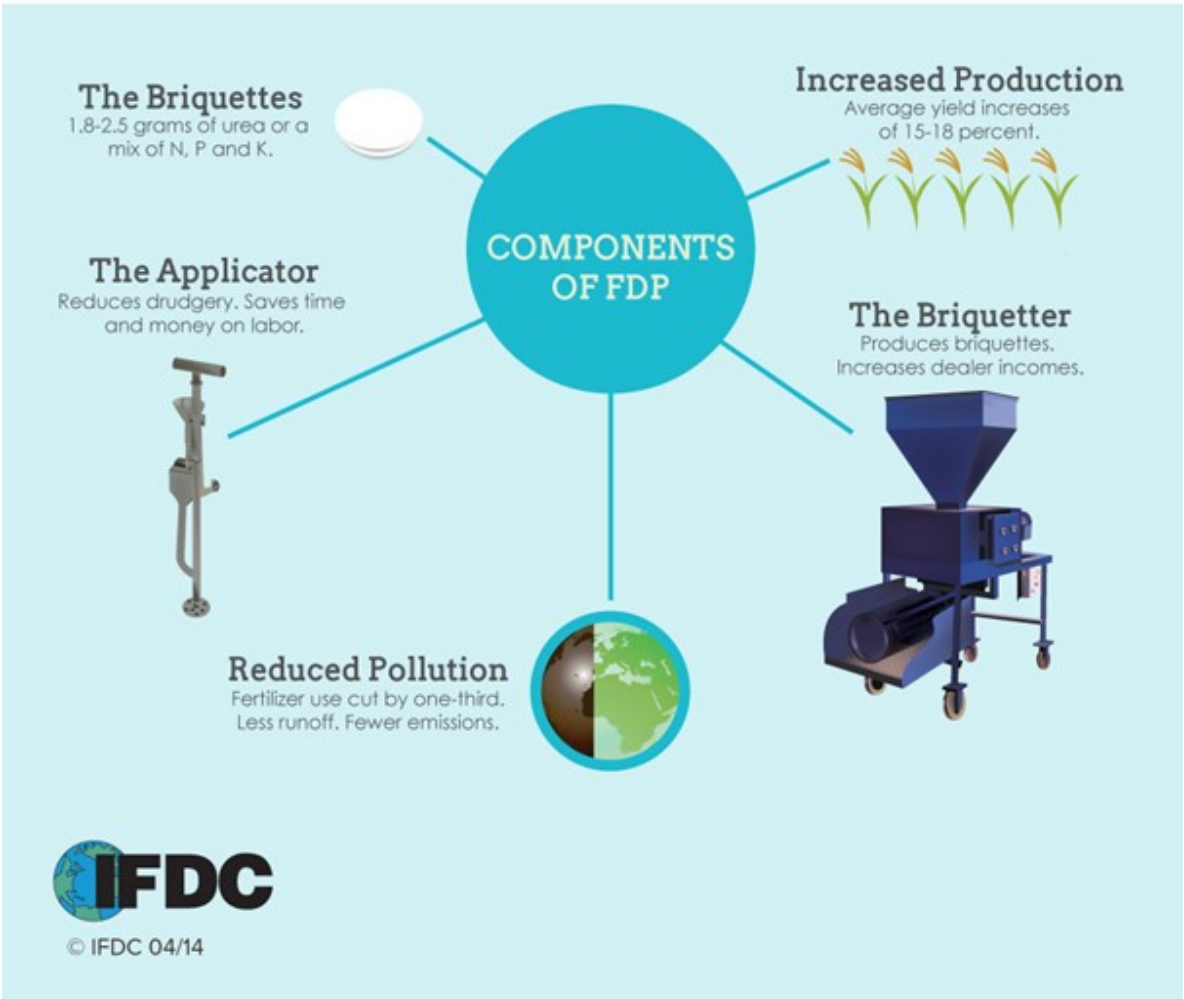 The Briquettes
1.8-2.5 grams of urea or a
mix of N, P and K.
Increased Production
Average yield increases
of 15-18 percent.
COMPONENTS
OF FDP
The Applicator
Reduces drudgery. Saves time
and money on labor.
The Briquetter
Produces briquettes.
Increases dealer incomes.
Reduced Pollution
Fertilizer use cut by one-third.
Less runoff. Fewer emissions.
IFDC
© IFDC 04/14